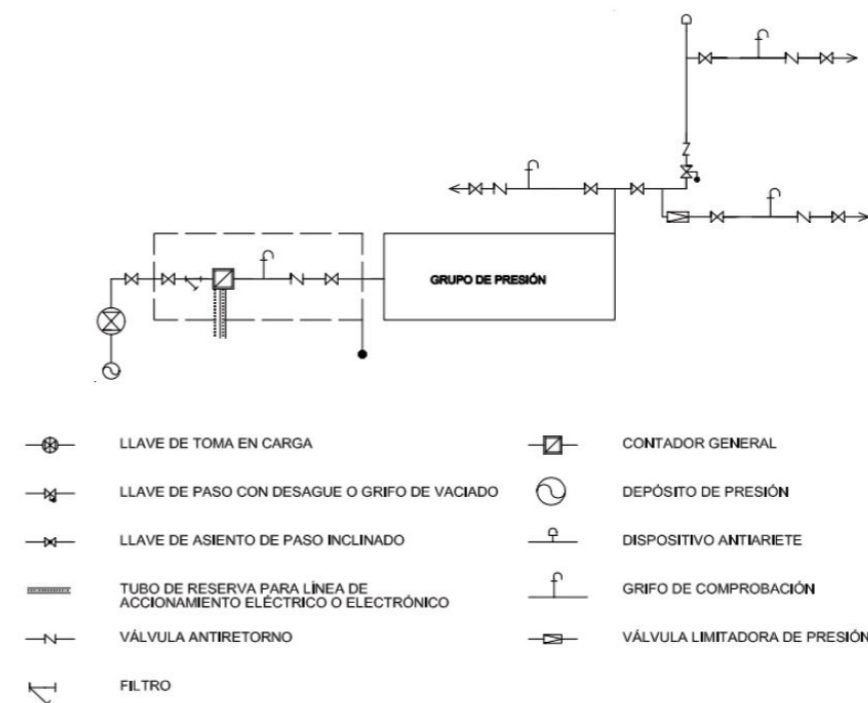 GRUPO DE PRESIÓN
LLAVE DE TOMA EN CARGA
CONTADOR GENERAL
LLAVE DE PASO CON DESAGUE O GRIFO DE VACIADO
DEPÓSITO DE PRESIÓN
LLAVE DE ASIENTO DE PASO INCLINADO
DISPOSITIVO ANTIARIETE
TUBO DE RESERVA PARA LÍNEA DE
ACCIONAMIENTO ELÉCTRICO O ELECTRÓNICO
GRIFO DE COMPROBACIÓN
VÁLVULA ANTIRETORNO
VÁLVULA LIMITADORA DE PRESIÓN
FILTRO